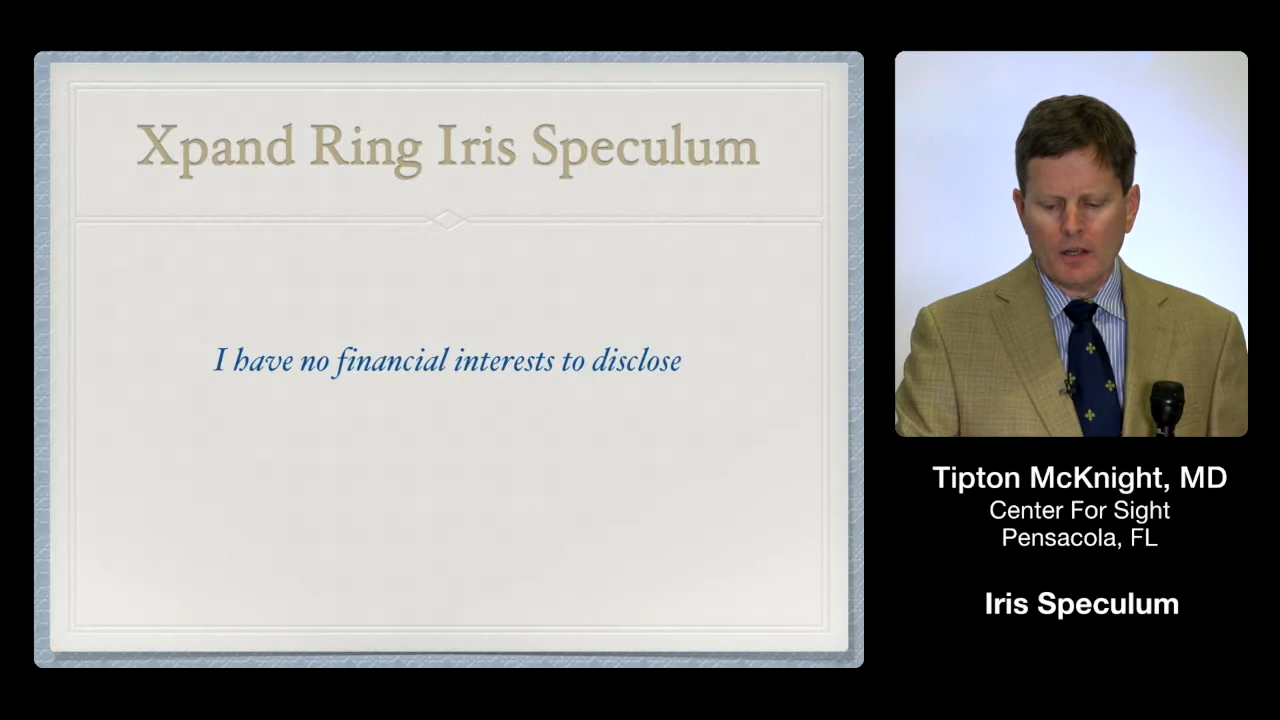 Xpand Ring Iris Speculum
I have no financial interests to disclose
Tipton McKnight, MD
Center For Sight
Pensacola, FL
Iris Speculum